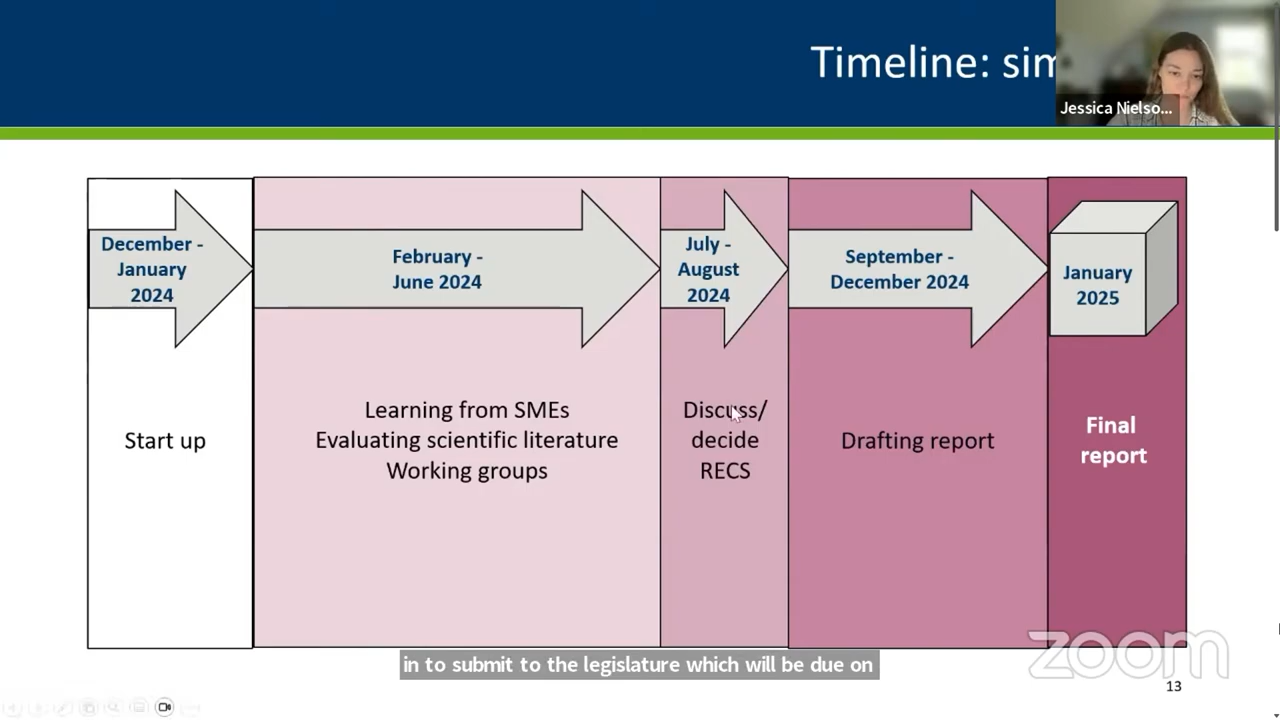 Timeline: sim
Jessica Nielso...
December -
January
2024
February -
June 2024
July -
August
2024
September -
December 2024
January
2025
Start up
Learning from SMEs
Evaluating scientific literature
Working groups
Discuss/
decide
RECS
Drafting report
Final
report
in to submit to the legislature which will be due on
zoom
13